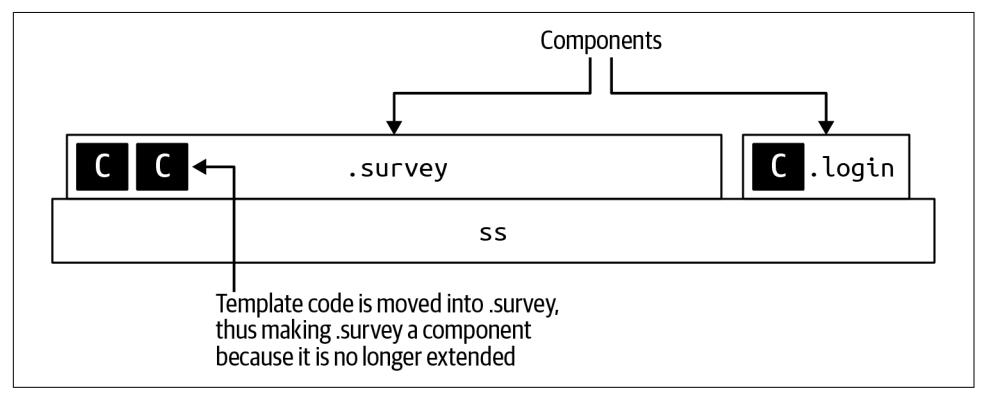 Components
C C .survey
C .login
ss
Template code is moved into .survey,
thus making .survey a component
because it is no longer extended